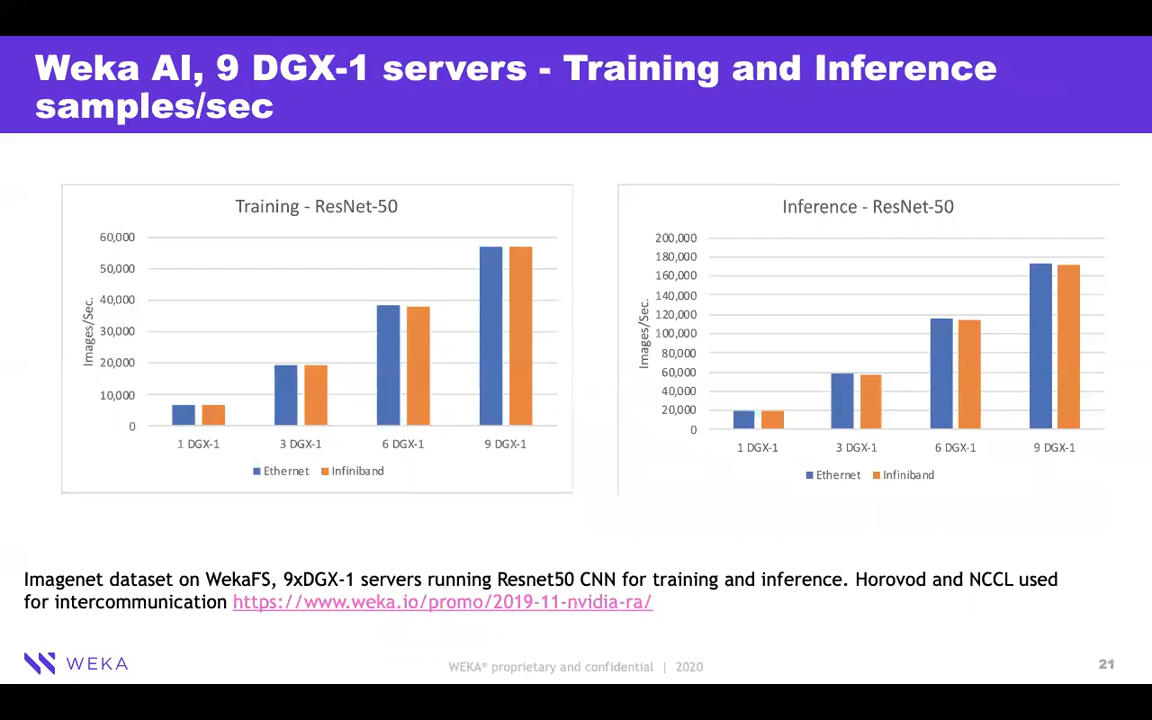 Weka AI, 9 DGX-1 servers - Training and Inference
samples/sec
Training - ResNet-50
60,000
50,000
40,000
30,000
20,000
10,000
0
Images/Sec.
1 DGX-1
3 DGX-1
6 DGX-1
9 DGX-1
Ethernet
Infiniband
Inference - ResNet-50
200,000
180,000
160,000
140,000
120,000
100,000
80,000
60,000
40,000
20,000
0
Images/Sec.
1 DGX-1
3 DGX-1
6 DGX-1
9 DGX-1
Ethernet
Infiniband
Imagenet dataset on WekaFS, 9xDGX-1 servers running Resnet50 CNN for training and inference. Horovod and NCCL used
for intercommunication https://www.weka.io/promo/2019-11-nvidia-ra/
WEKA
WEKA® proprietary and confidential | 2020
21